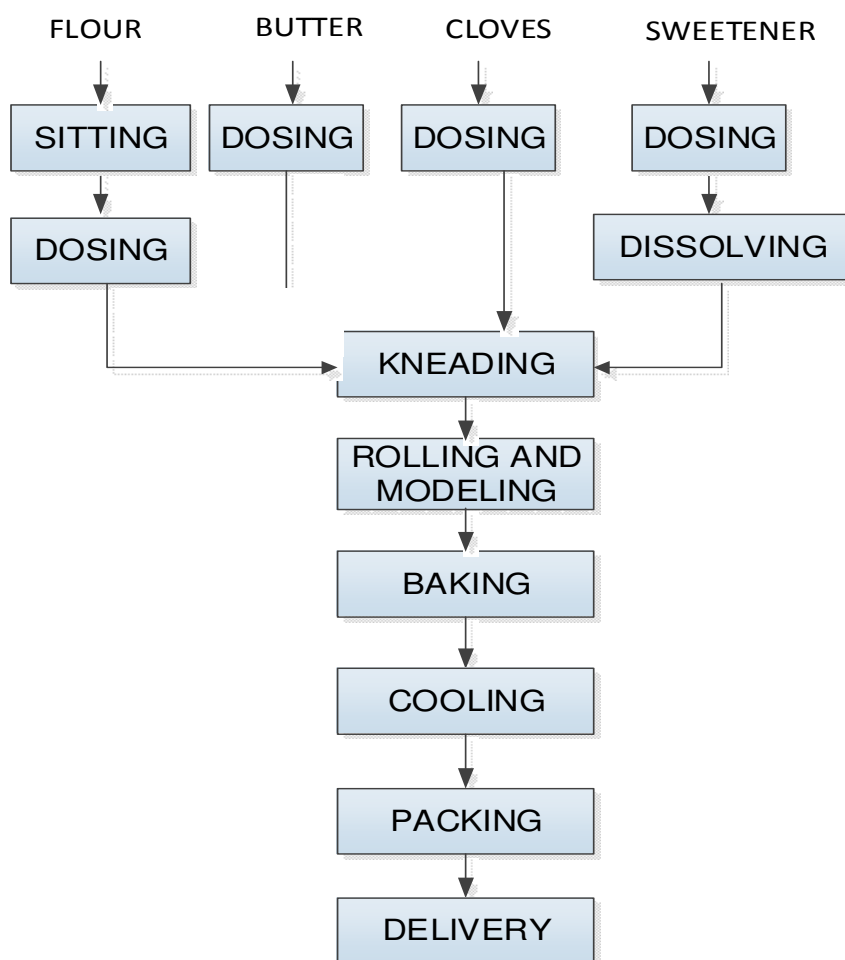 FLOUR BUTTER CLOVES SWEETENER
SITTING DOSING DOSING DOSING
DOSING DISSOLVING
KNEADING
ROLLING AND
MODELING
BAKING
COOLING
PACKING
DELIVERY